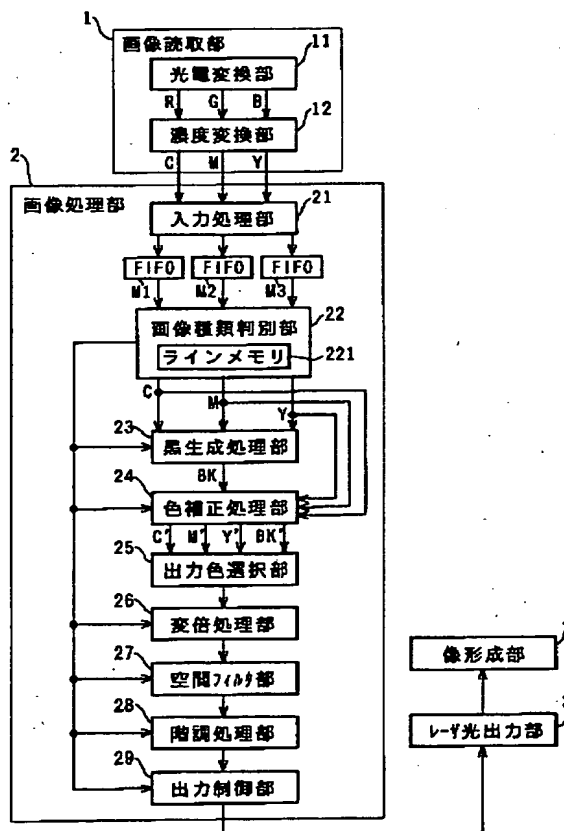 1
画像読取部
11
光電変換部
R G B
12
濃度変換部
C M Y
2
画像処理部
21
入力処理部
FIFO FIFO FIFO
M1 M2 M3
22
画像種類判別部
ラインメモリ 221
C M Y
23
黒生成処理部
BK
24
色補正処理部
C' M' Y' BK'
25
出力色選択部
26
変倍処理部
27
空間フィルタ部
28
階調処理部
29
出力制御部
像形成部
レーザ光出力部